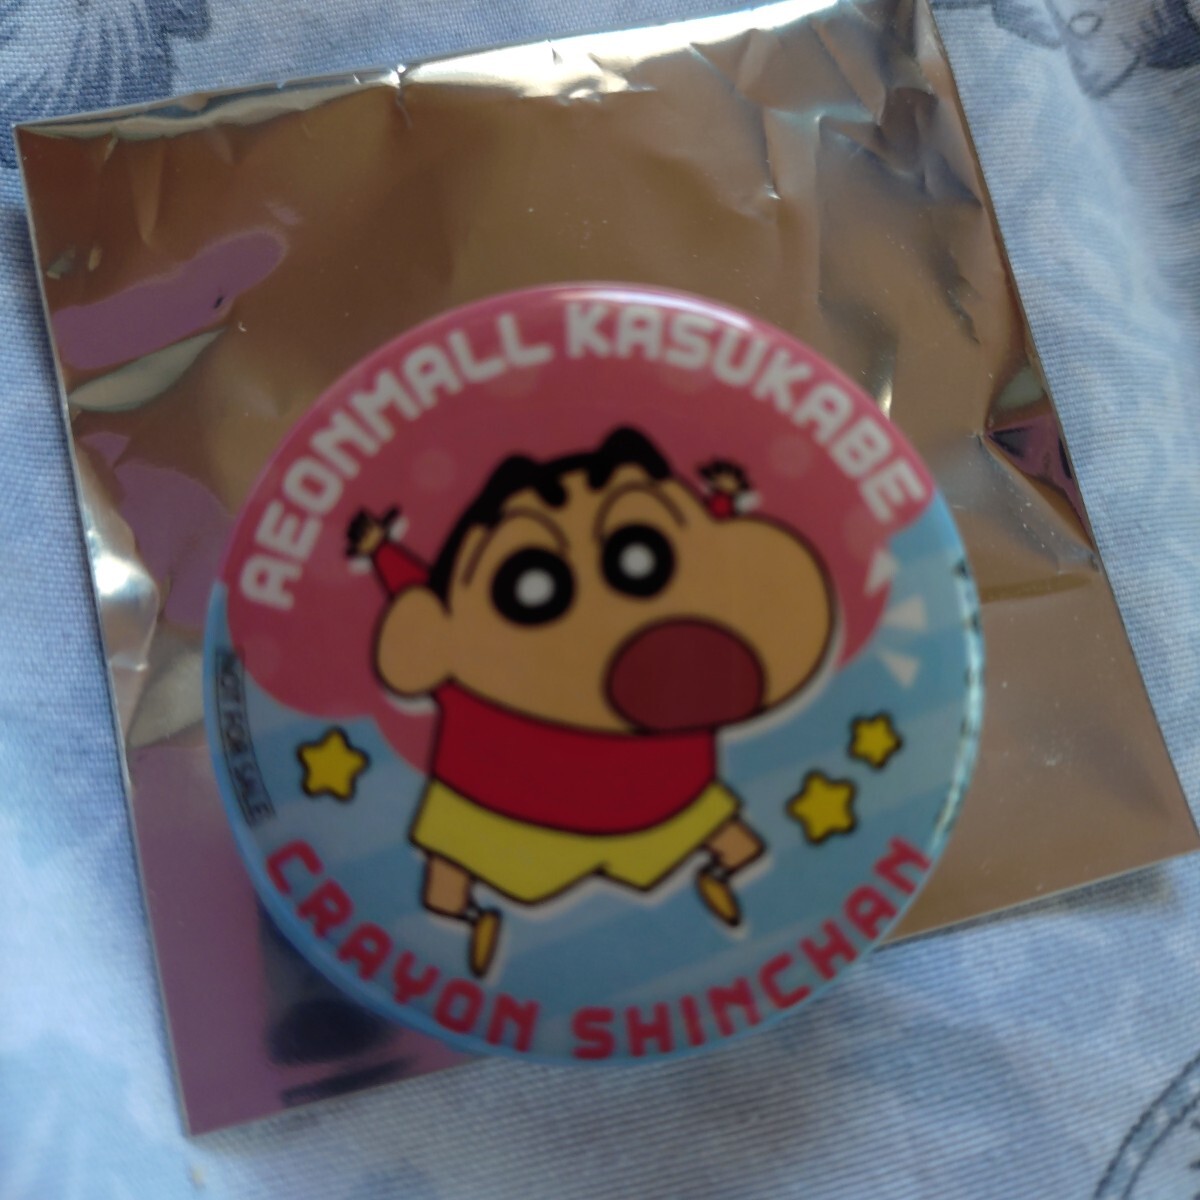 AEONMALL KASUKABE
NOT FOR SALE
CRAYON SHINCHAN